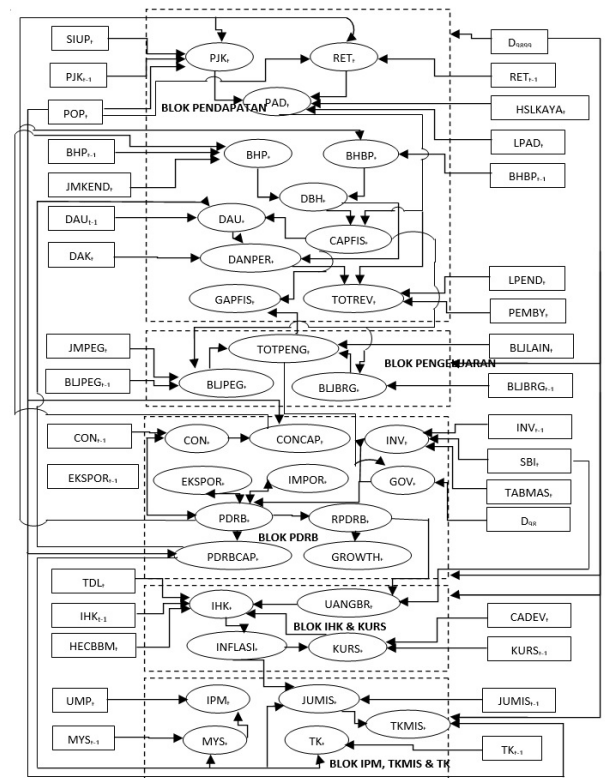 SIUPt
PJKt
RETt
D9899
PJKt-1
RETt-1
PADt
HSLKAYAt
POPt
BLOK PENDAPATAN
LPADt
BHPt-1
BHPt
BHBPt
BHBPt-1
JMKENDt
DBHt
DAUt-1
DAUt
CAPFISt
DAKt
DANPERt
LPENDt
GAPFISt
TOTREVt
PEMBYt
JMPEGt
TOTPENGt
BLJLAINt
BLOK PENGELUARAN
BLJPEGt-1
BLJPEGt
BLJBRGt
BLJBRGt-1
CONt-1
CONt
CONCAPt
INVt
INVt-1
SBIt
EKSPORt-1
EKSPORt
IMPORt
GOVt
TABMASt
PDRBt
RPDRBt
D98
BLOK PDRB
PDRBCAPt
GROWTHt
TDLt
IHKt
UANGBRt
IHKt-1
CADEVt
BLOK IHK & KURS
HECBBMt
INFLASIt
KURSt
KURSt-1
UMPt
IPMt
JUMISt
JUMISt-1
TKMISt
MYSt-1
MYSt
TKt
TKt-1
BLOK IPM, TKMIS & TK